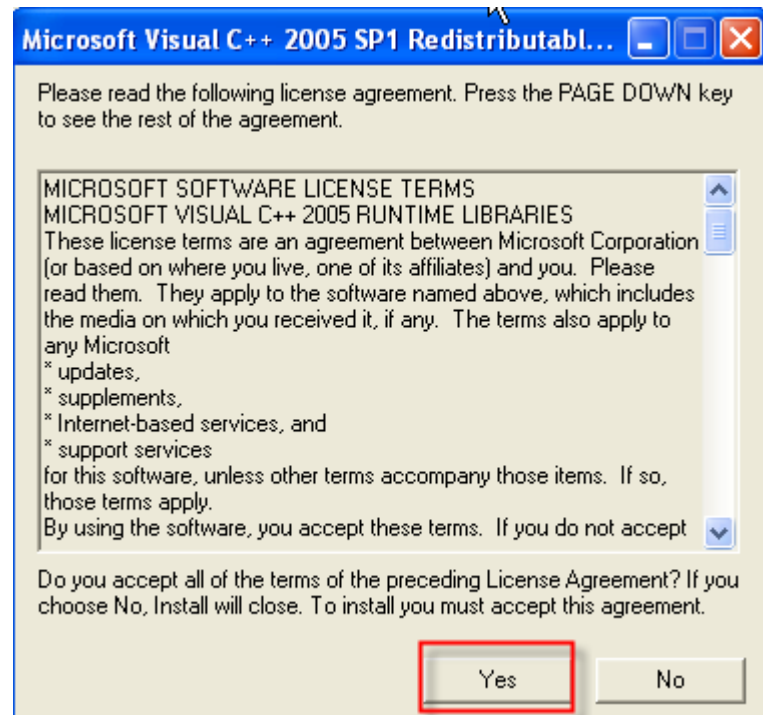 Microsoft Visual C++ 2005 SP1 Redistributabl...
Please read the following license agreement. Press the PAGE DOWN key
to see the rest of the agreement.
MICROSOFT SOFTWARE LICENSE TERMS
MICROSOFT VISUAL C++ 2005 RUNTIME LIBRARIES
These license terms are an agreement between Microsoft Corporation
(or based on where you live, one of its affiliates) and you.  Please
read them.  They apply to the software named above, which includes
the media on which you received it, if any.  The terms also apply to
any Microsoft
* updates,
* supplements,
* Internet-based services, and
* support services
for this software, unless other terms accompany those items.  If so,
those terms apply.
By using the software, you accept these terms.  If you do not accept
Do you accept all of the terms of the preceding License Agreement? If you
choose No, Install will close. To install you must accept this agreement.
Yes
No